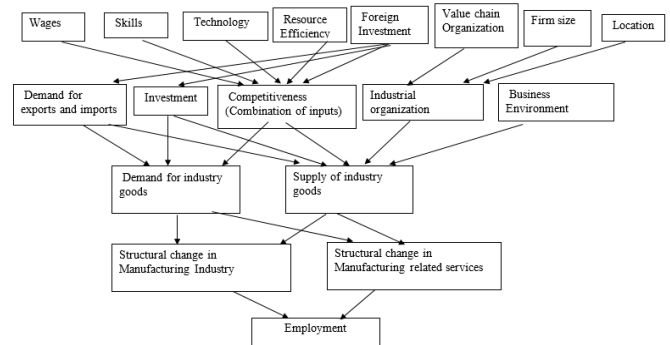 Wages
Skills
Technology
Resource
Efficiency
Foreign
Investment
Value chain
Organization
Firm size
Location
Demand for
exports and imports
Investment
Competitiveness
(Combination of inputs)
Industrial
organization
Business
Environment
Demand for industry
goods
Supply of industry
goods
Structural change in
Manufacturing Industry
Structural change in
Manufacturing related services
Employment